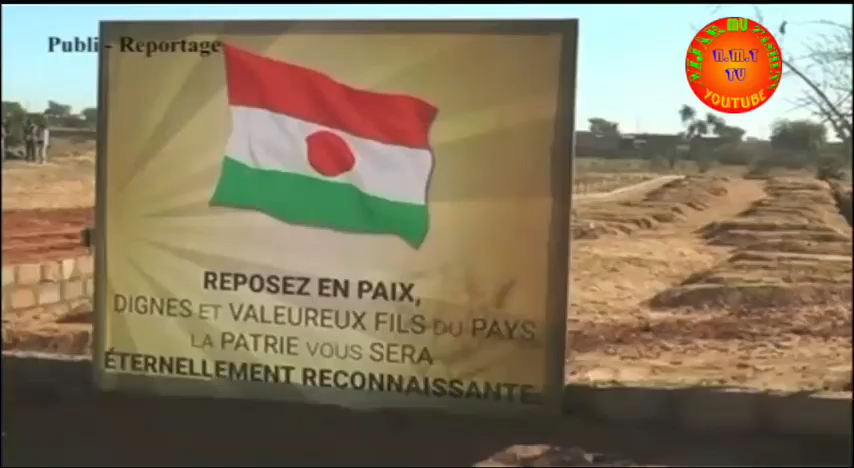 Publi - Reportage
N.M.T
TV
YOUTUBE
REPOSEZ EN PAIX,
DIGNES ET VALEUREUX FILS DU PAYS
LA PATRIE VOUS SERA
ÉTERNELLEMENT RECONNAISSANTE